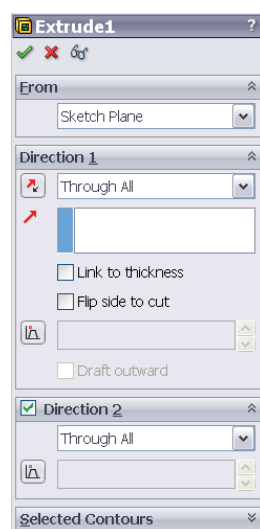 Extrude1 ?
From
Sketch Plane
Direction 1
Through All
Link to thickness
Flip side to cut
Draft outward
Direction 2
Through All
Selected Contours